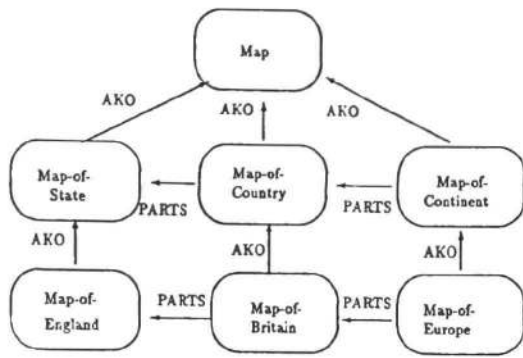 Map
AKO
AKO
AKO
Map-of-
State
Map-of-
Country
Map-of-
Continent
PARTS
PARTS
AKO
AKO
AKO
Map-of-
England
PARTS
Map-of-
Britain
PARTS
Map-of-
Europe